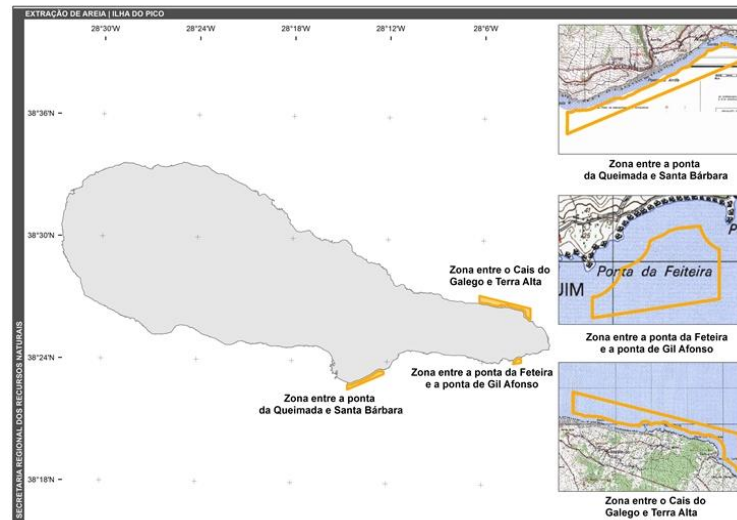 EXTRAÇÃO DE AREIA | ILHA DO PICO
28°30'W
28°24'W
28°18'W
28°12'W
28°6'W
38°36'N
38°30'N
38°24'N
38°18'N
Zona entre o Cais do
Galego e Terra Alta
Zona entre a ponta da Feteira
e a ponta de Gil Afonso
Zona entre a ponta
da Queimada e Santa Bárbara
Zona entre a ponta
da Queimada e Santa Bárbara
Ponta da Feiteira
JIM
Zona entre a ponta da Feteira
e a ponta de Gil Afonso
Zona entre o Cais do
Galego e Terra Alta
SECRETARIA REGIONAL DOS RECURSOS NATURAIS